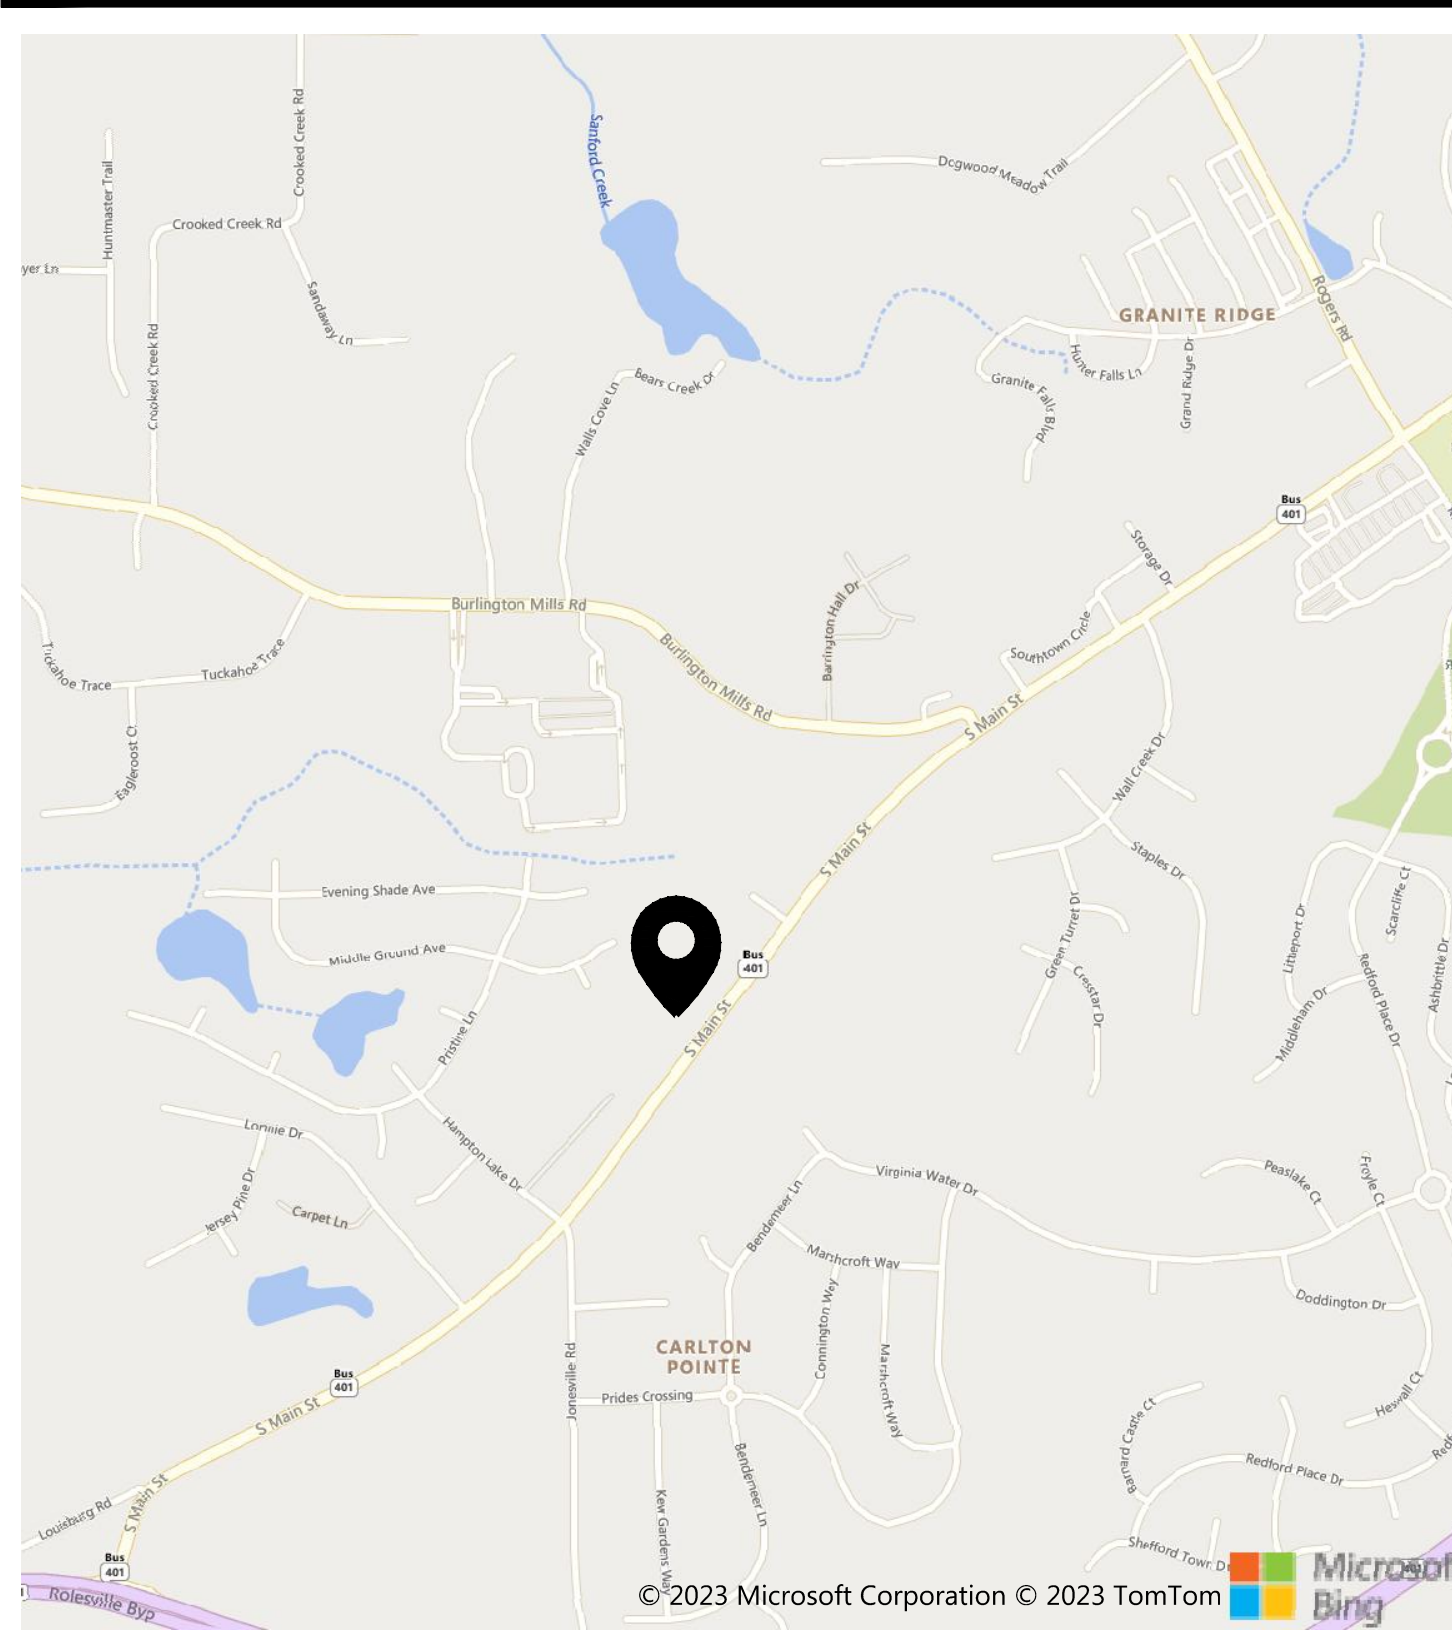 Sanford Creek
Crooked Creek Rd
Huntmaster Trail
Dogwood Meadow Trail
Crooked Creek Rd
yer Ln
Sandaway Ln
Rogers Rd
GRANITE RIDGE
Crooked Creek Rd
Bears Creek Dr
Hunter Falls Ln
Grand Ridge Dr
Granite Falls Blvd
Walls Cove Ln
Bus
401
Storage Dr
Burlington Mills Rd
Barrington Hall Dr
Southtown Circle
Tuckahoe Trace
Tuckahoe Trace
Burlington Mills Rd
S Main St
Eagleroost Ct
Wall Creek Dr
S Main St
Staples Dr
Evening Shade Ave
Scarcliffe Ct
Littleport Dr
Green Turret Dr
Middle Ground Ave
Bus
401
Ashbrittle Dr
Redford Place Dr
Crosstar Dr
Middleham Dr
S Main St
Pristine Ln
Lonnie Dr
Hampton Lake Dr
Virginia Water Dr
Peaslake Ct
Froyle Ct
Jersey Pine Dr
Carpet Ln
Bendemeer Ln
Marshcroft Way
Doddington Dr
Connington Way
CARLTON
POINTE
Marshcroft Way
Jonesville Rd
Bus
401
Prides Crossing
Heswall Ct
S Main St
Barnard Castle Ct
Bendemeer Ln
Redford Place Dr
Redf
S Main St
Louisburg Rd
Kew Gardens Way
Shefford Town Dr
Bus
401
Rolesville Byp
© 2023 Microsoft Corporation © 2023 TomTom
Microsof
Bing